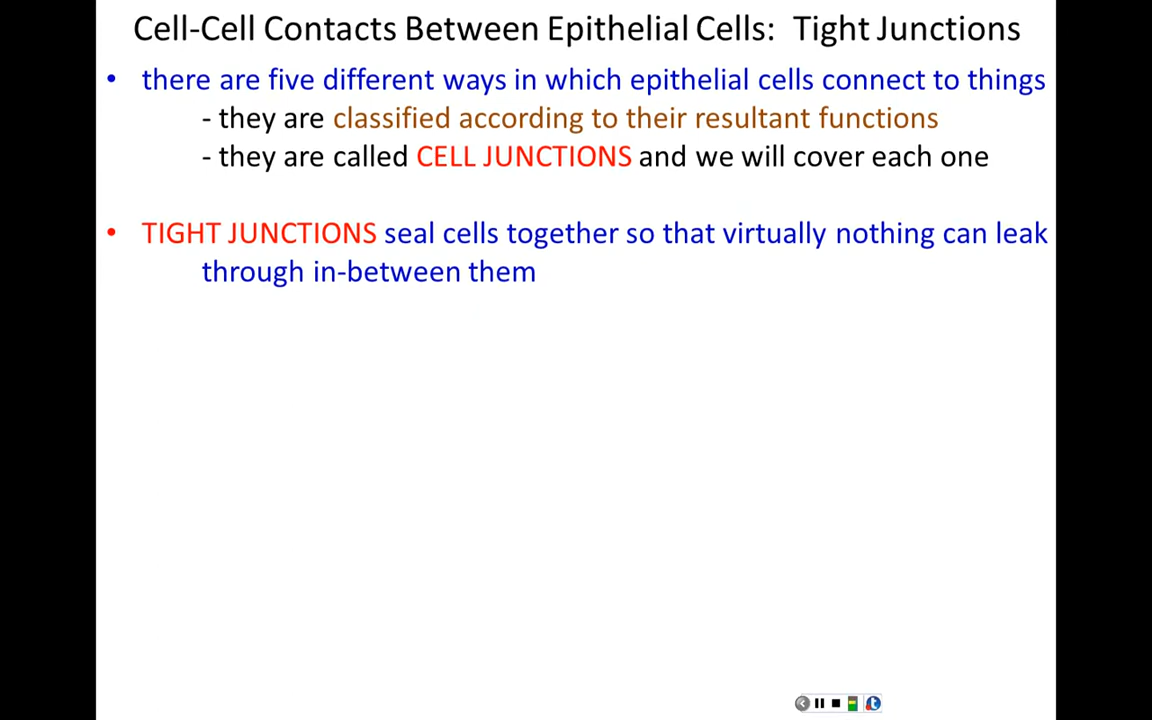 Cell-Cell Contacts Between Epithelial Cells: Tight Junctions
• there are five different ways in which epithelial cells connect to things
- they are classified according to their resultant functions
- they are called CELL JUNCTIONS and we will cover each one
• TIGHT JUNCTIONS seal cells together so that virtually nothing can leak
through in-between them